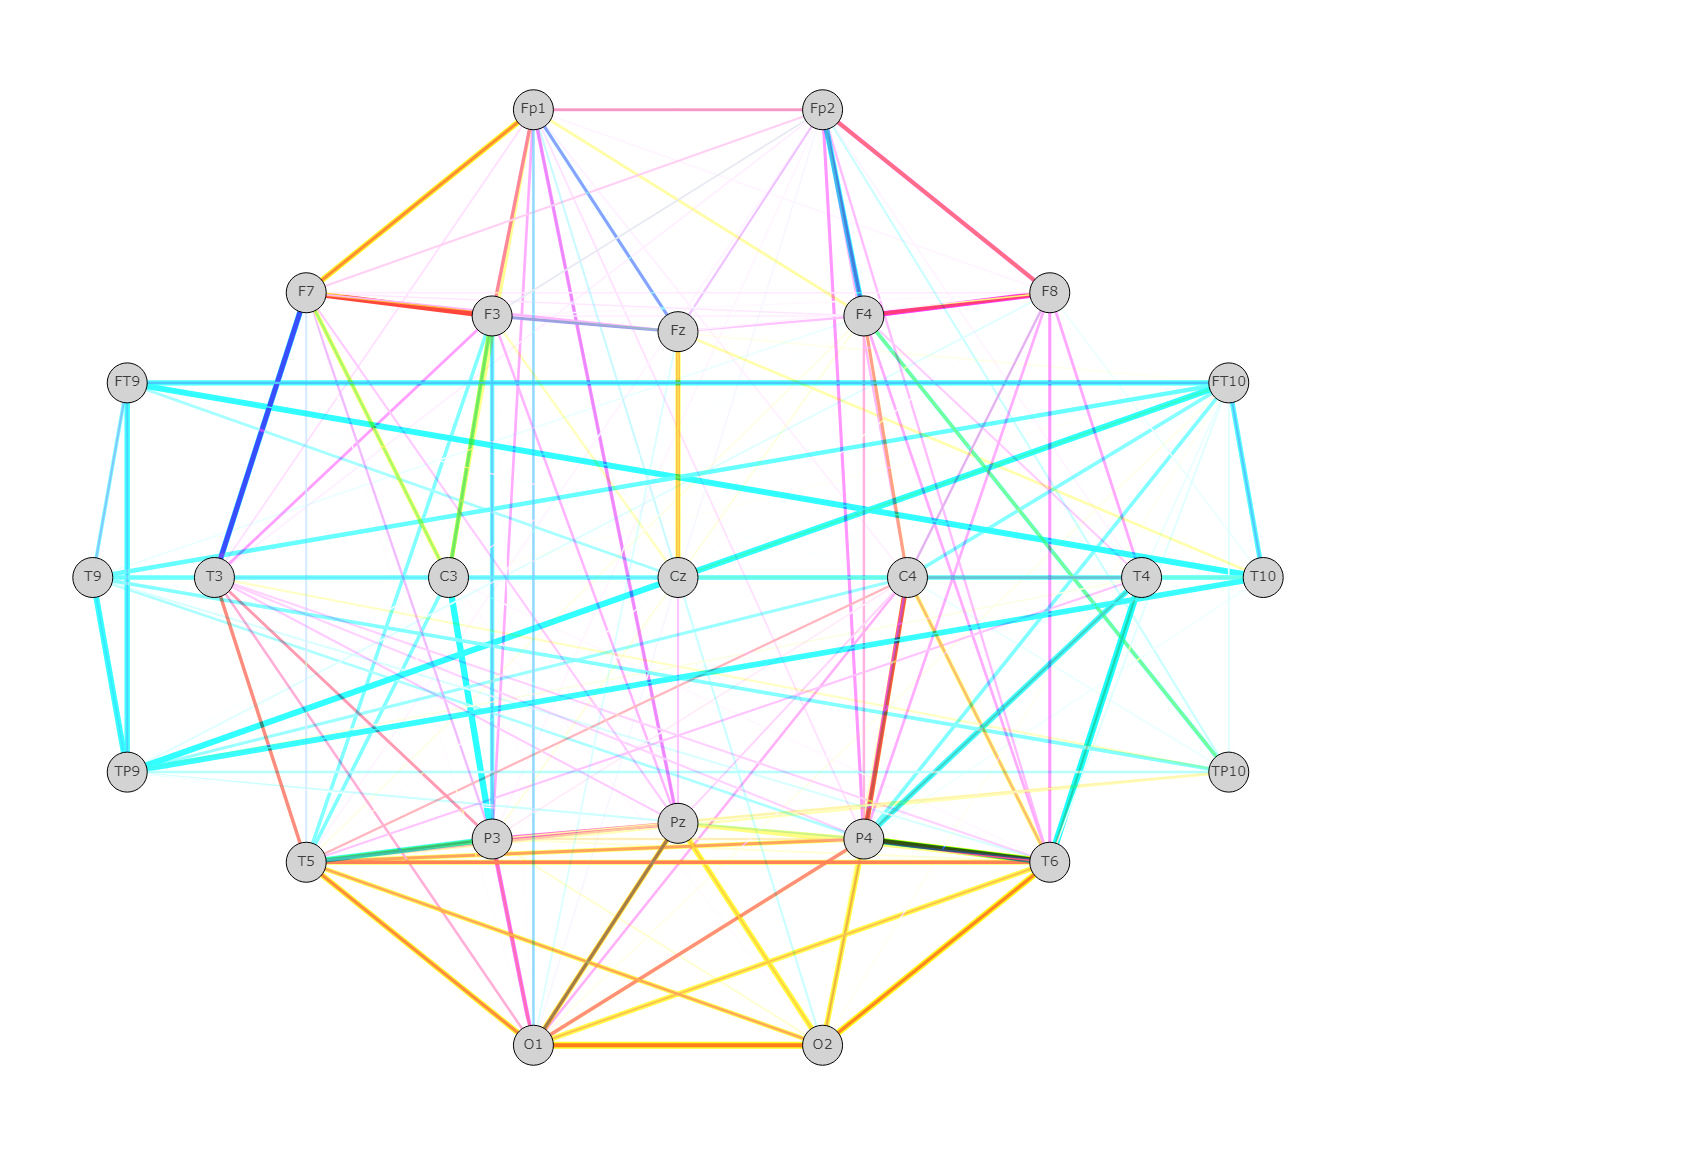 Fp1 Fp2
F7 F3 Fz F4 F8
FT9 FT10
T9 T3 C3 Cz C4 T4 T10
TP9 TP10
T5 P3 Pz P4 T6
O1 O2